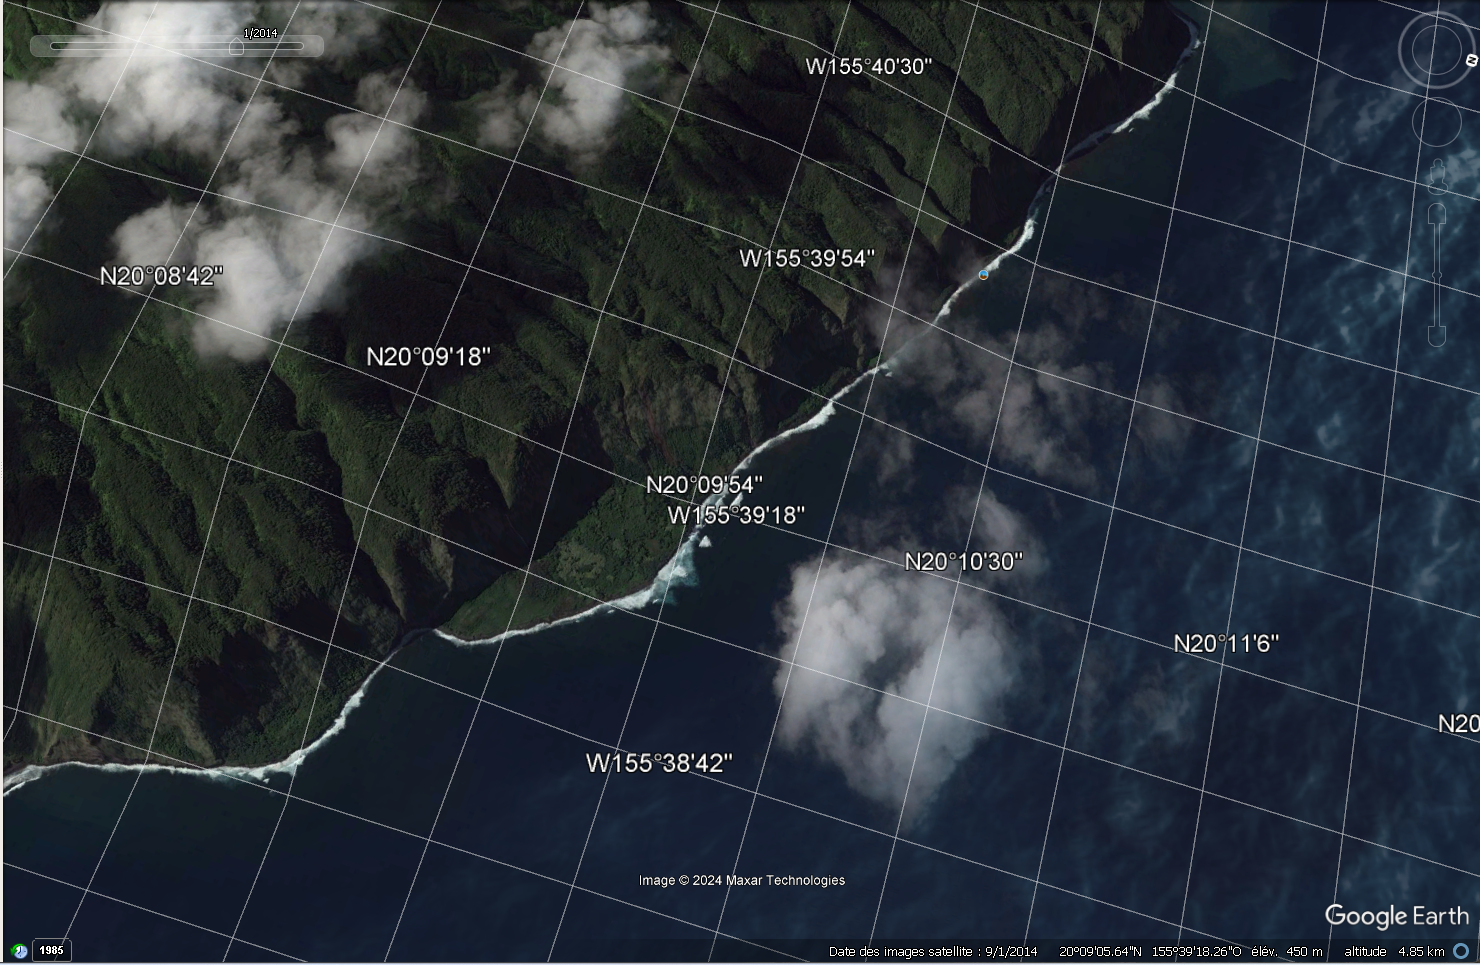 1/2014
W155°40'30"
N
W155°39'54"
N20°08'42"
N20°09'18"
N20°09'54"
W155°39'18"
N20°10'30"
N20°11'6"
N20
W155°38'42"
Image © 2024 Maxar Technologies
Google Earth
1985
Date des images satellite : 9/1/2014 20°09'05.64"N 155°39'18.26"O élév. 450 m altitude 4.85 km